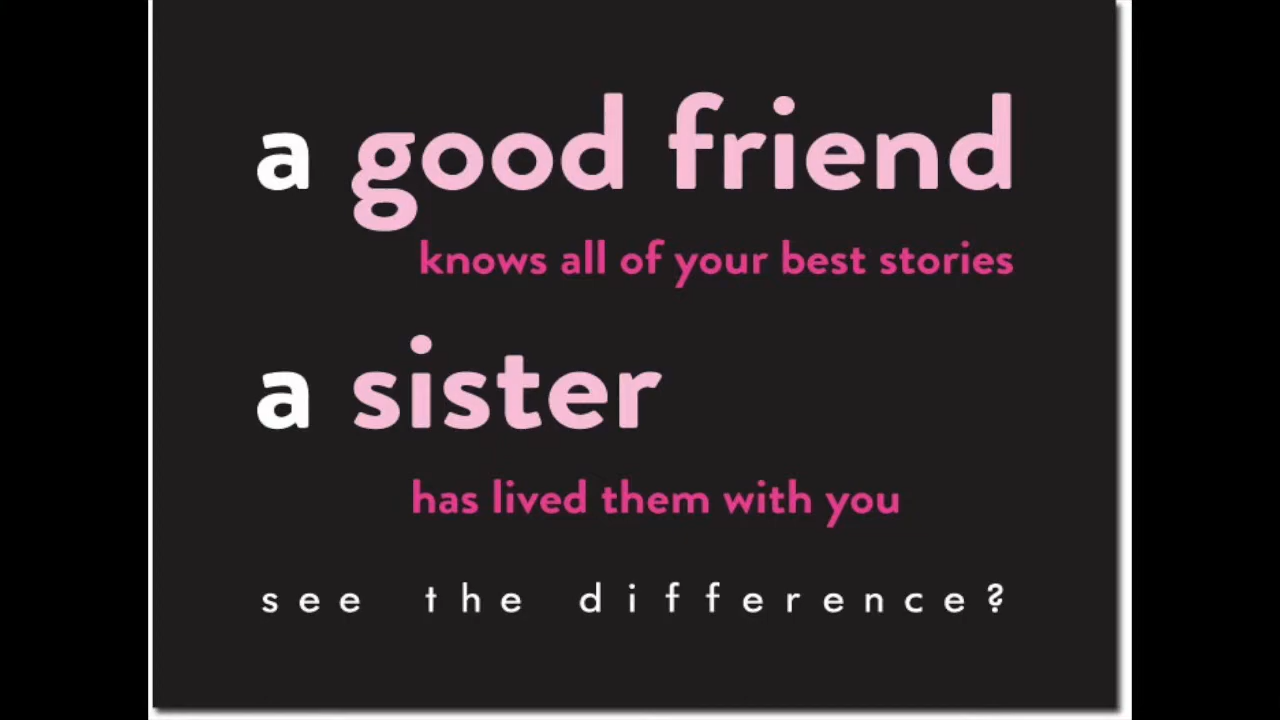 a good friend
knows all of your best stories
a sister
has lived them with you
see the difference?